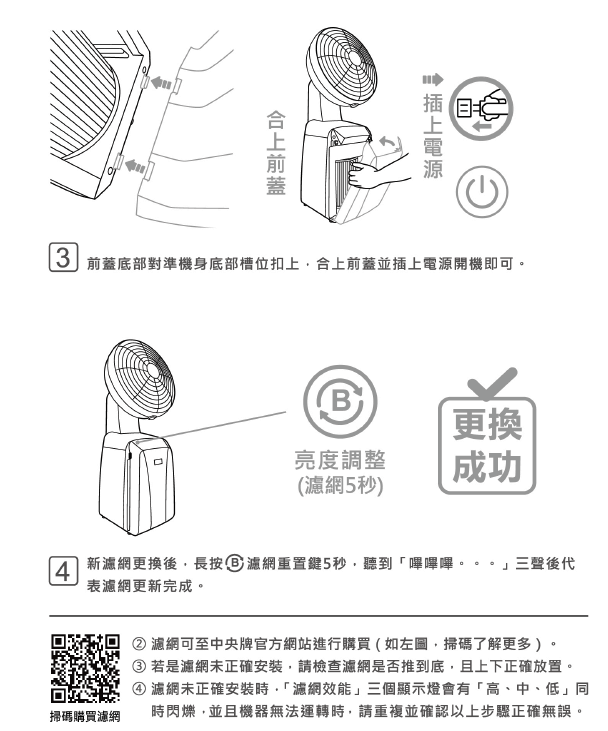 合上前蓋
插上電源
3 前蓋底部對準機身底部槽位扣上，合上前蓋並插上電源開機即可。
B
亮度調整
(濾網5秒)
更換
成功
4 新濾網更換後，長按Ⓑ濾網重置鍵5秒，聽到「嗶嗶嗶。。。」三聲後代
表濾網更新完成。
② 濾網可至中央牌官方網站進行購買（如左圖，掃碼了解更多）。
③ 若是濾網未正確安裝，請檢查濾網是否推到底，且上下正確放置。
④ 濾網未正確安裝時，「濾網效能」三個顯示燈會有「高、中、低」同
時閃爍，並且機器無法運轉時，請重複並確認以上步驟正確無誤。
掃碼購買濾網